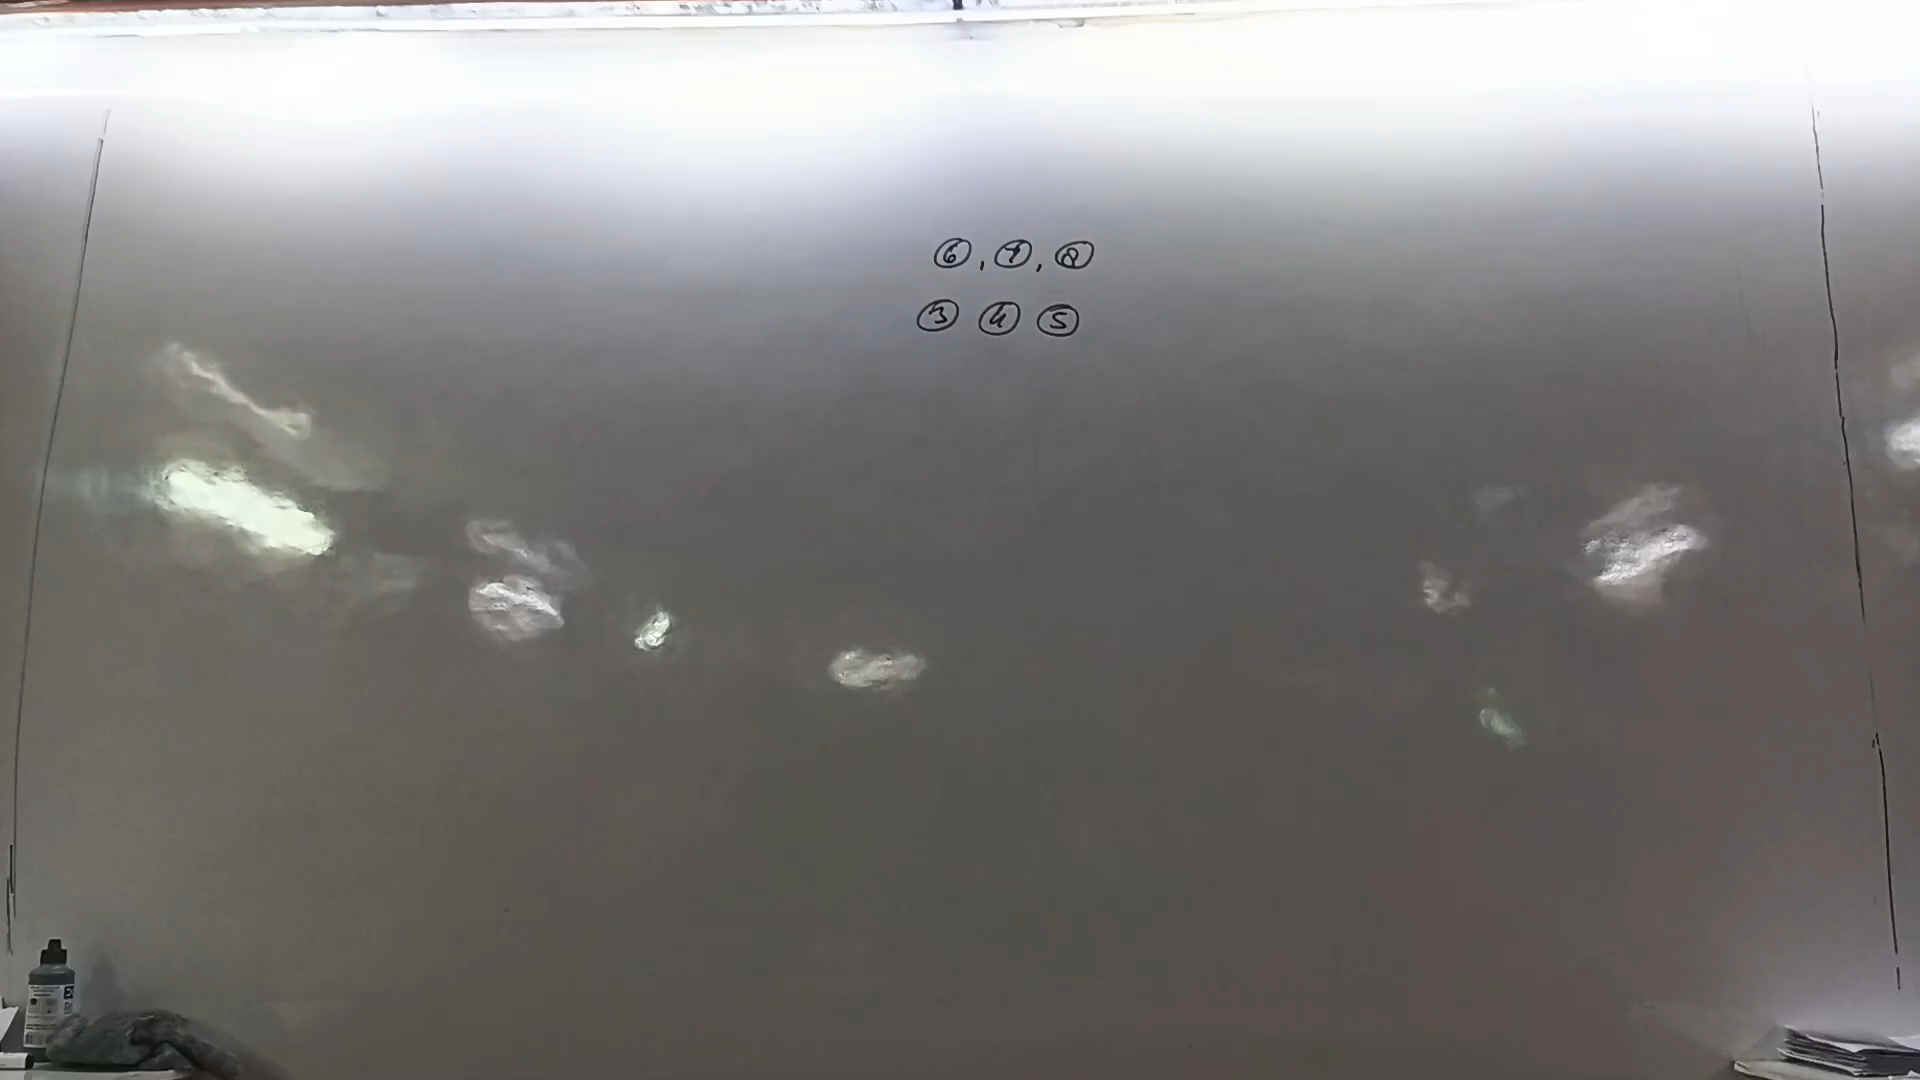 ⑥, ⑦, ⑧
③ ④ ⑤